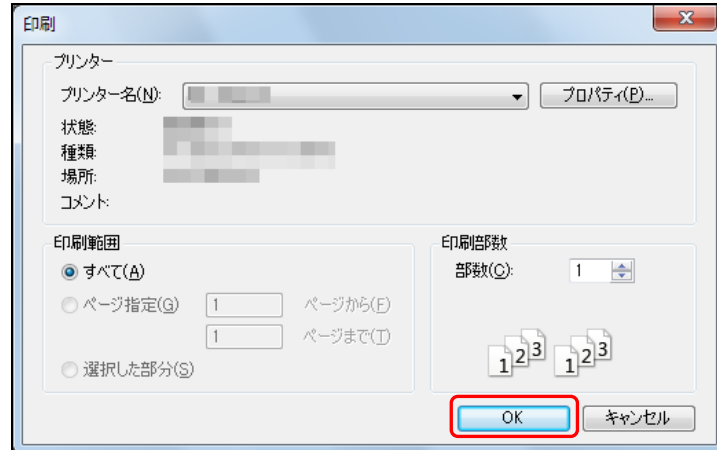 印刷
プリンター
プリンター名(N): プロパティ(P)...
状態:
種類:
場所:
コメント:
印刷範囲
すべて(A)
ページ指定(G) 1 ページから(F)
1 ページまで(T)
選択した部分(S)
印刷部数
部数(C): 1
1 2 3 1 2 3
OK キャンセル